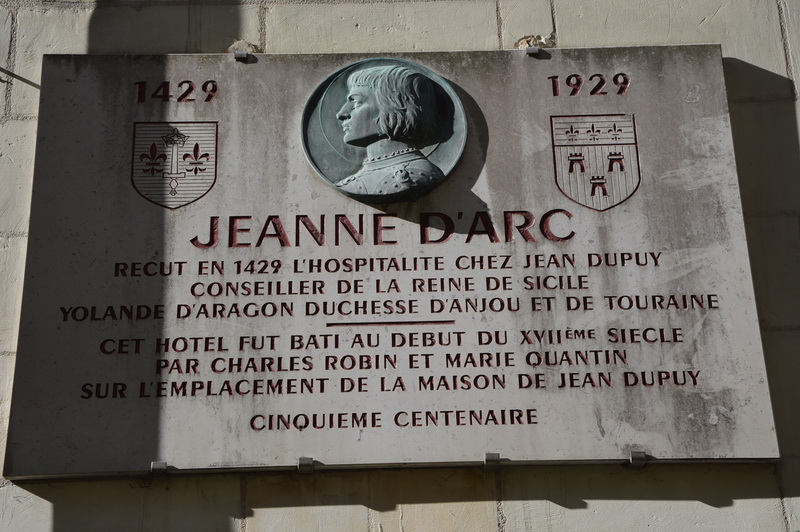 1429 1929
JEANNE D'ARC
RECUT EN 1429 L'HOSPITALITE CHEZ JEAN DUPUY
CONSEILLER DE LA REINE DE SICILE
YOLANDE D'ARAGON DUCHESSE D'ANJOU ET DE TOURAINE
CET HOTEL FUT BATI AU DEBUT DU XVIIÈME SIECLE
PAR CHARLES ROBIN ET MARIE QUANTIN
SUR L'EMPLACEMENT DE LA MAISON DE JEAN DUPUY
CINQUIEME CENTENAIRE